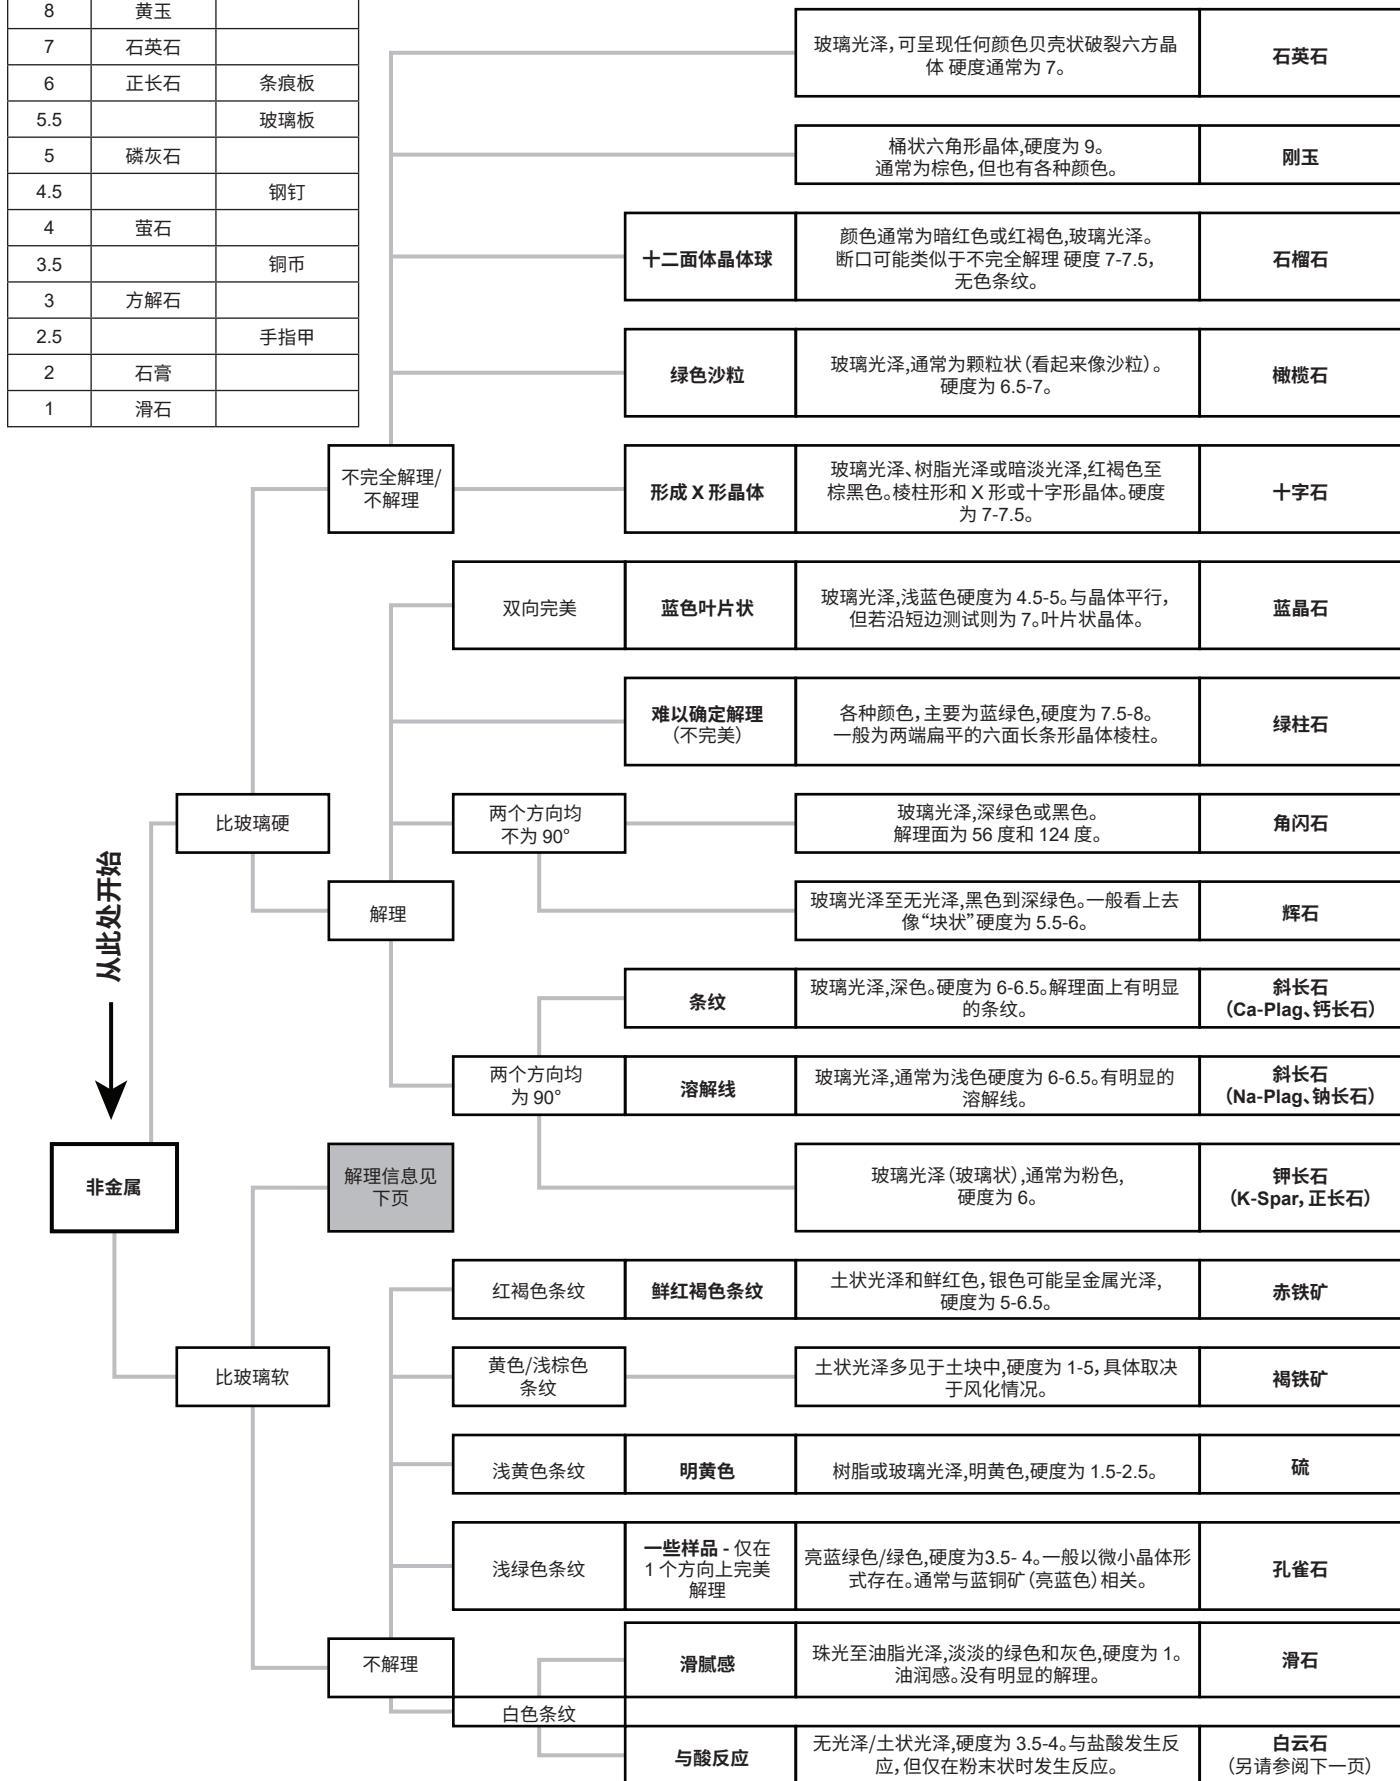 8 黄玉
7 石英石
6 正长石 条痕板
5.5 玻璃板
5 磷灰石
4.5 钢钉
4 萤石
3.5 铜币
3 方解石
2.5 手指甲
2 石膏
1 滑石
玻璃光泽，可呈现任何颜色贝壳状破裂六方晶
体 硬度通常为 7。
石英石
桶状六角形晶体,硬度为 9。
通常为棕色，但也有各种颜色。
刚玉
十二面体晶体球
颜色通常为暗红色或红褐色,玻璃光泽。
断口可能类似于不完全解理 硬度 7-7.5，
无色条纹。
石榴石
绿色沙粒
玻璃光泽,通常为颗粒状（看起来像沙粒）。
硬度为 6.5-7。
橄榄石
不完全解理/
不解理
形成 X 形晶体
玻璃光泽、树脂光泽或暗淡光泽,红褐色至
棕黑色。棱柱形和 X 形或十字形晶体。硬度
为 7-7.5。
十字石
双向完美
蓝色叶片状
玻璃光泽,浅蓝色硬度为 4.5-5。与晶体平行，
但若沿短边测试则为 7。叶片状晶体。
蓝晶石
难以确定解理
（不完美）
各种颜色，主要为蓝绿色,硬度为 7.5-8。
一般为两端扁平的六面长条形晶体棱柱。
绿柱石
比玻璃硬
两个方向均
不为 90°
玻璃光泽,深绿色或黑色。
解理面为 56 度和 124 度。
角闪石
从此处开始
解理
玻璃光泽至无光泽,黑色到深绿色。一般看上去
像“块状”硬度为 5.5-6。
辉石
条纹
玻璃光泽,深色。硬度为 6-6.5。解理面上有明显
的条纹。
斜长石
（Ca-Plag、钙长石）
两个方向均
为 90°
溶解线
玻璃光泽,通常为浅色硬度为 6-6.5。有明显的
溶解线。
斜长石
（Na-Plag、钠长石）
非金属
解理信息见
下页
玻璃光泽（玻璃状）,通常为粉色，
硬度为 6。
钾长石
（K-Spar，正长石）
红褐色条纹
鲜红褐色条纹
土状光泽和鲜红色，银色可能呈金属光泽，
硬度为 5-6.5。
赤铁矿
比玻璃软
黄色/浅棕色
条纹
土状光泽多见于土块中,硬度为 1-5，具体取决
于风化情况。
褐铁矿
浅黄色条纹
明黄色
树脂或玻璃光泽,明黄色,硬度为 1.5-2.5。
硫
浅绿色条纹
一些样品 - 仅在
1 个方向上完美
解理
亮蓝绿色/绿色,硬度为3.5- 4。一般以微小晶体形
式存在。通常与蓝铜矿（亮蓝色）相关。
孔雀石
不解理
滑腻感
珠光至油脂光泽,淡淡的绿色和灰色,硬度为 1。
油润感。没有明显的解理。
滑石
白色条纹
与酸反应
无光泽/土状光泽,硬度为 3.5-4。与盐酸发生反
应，但仅在粉末状时发生反应。
白云石
（另请参阅下一页）